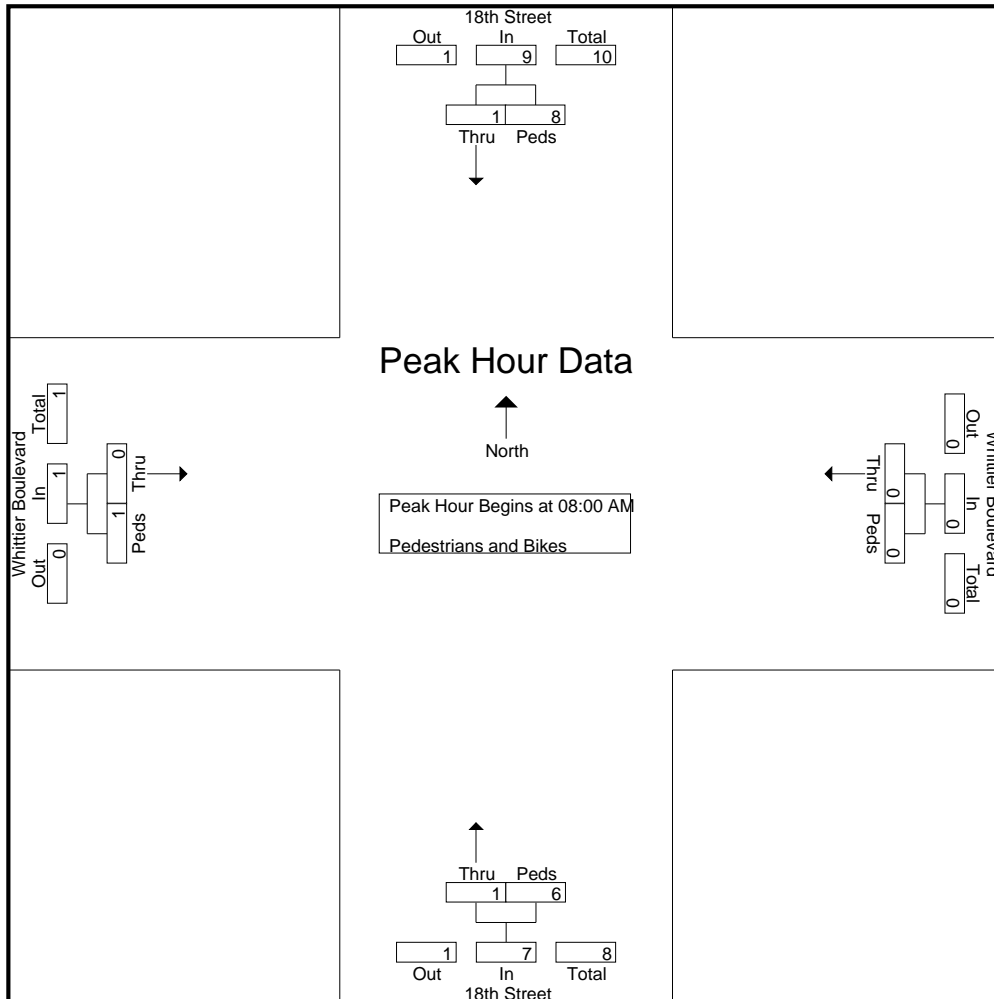 18th Street
Out In Total
1 9 10
1 8
Thru Peds
Peak Hour Data
North
Peak Hour Begins at 08:00 AM
Pedestrians and Bikes
Whittier Boulevard
Out In Total
0 1 1
Thru Peds
0 1
Whittier Boulevard
Out In Total
0 0 0
Thru Peds
0 0
Thru Peds
1 6
1 7 8
Out In Total
18th Street